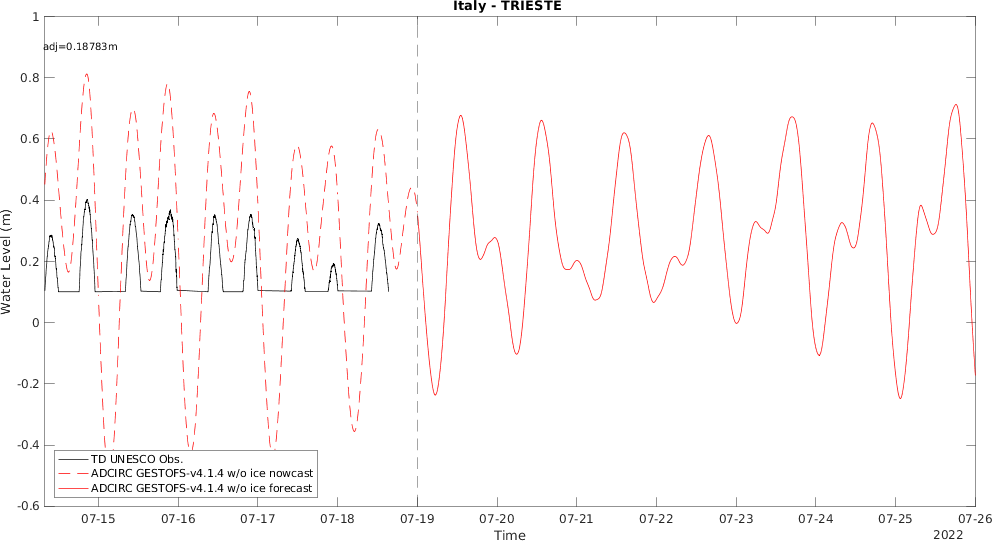 Italy - TRIESTE
adj=0.18783m
1
0.8
0.6
0.4
0.2
0
-0.2
-0.4
-0.6
Water Level (m)
TD UNESCO Obs.
ADCIRC GESTOFS-v4.1.4 w/o ice nowcast
ADCIRC GESTOFS-v4.1.4 w/o ice forecast
07-15 07-16 07-17 07-18 07-19 07-20 07-21 07-22 07-23 07-24 07-25 07-26
Time
2022